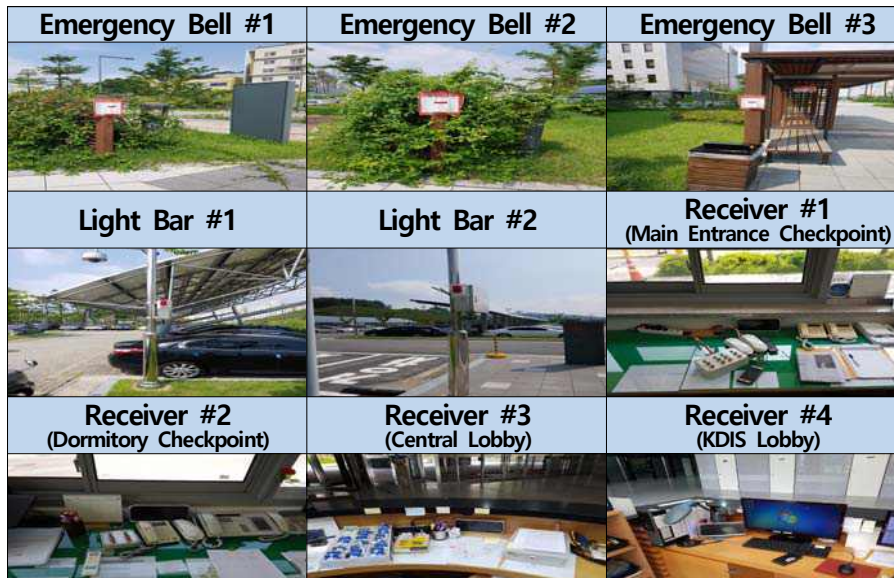 Emergency Bell #1
Emergency Bell #2
Emergency Bell #3
Light Bar #1
Light Bar #2
Receiver #1
(Main Entrance Checkpoint)
Receiver #2
(Dormitory Checkpoint)
Receiver #3
(Central Lobby)
Receiver #4
(KDIS Lobby)